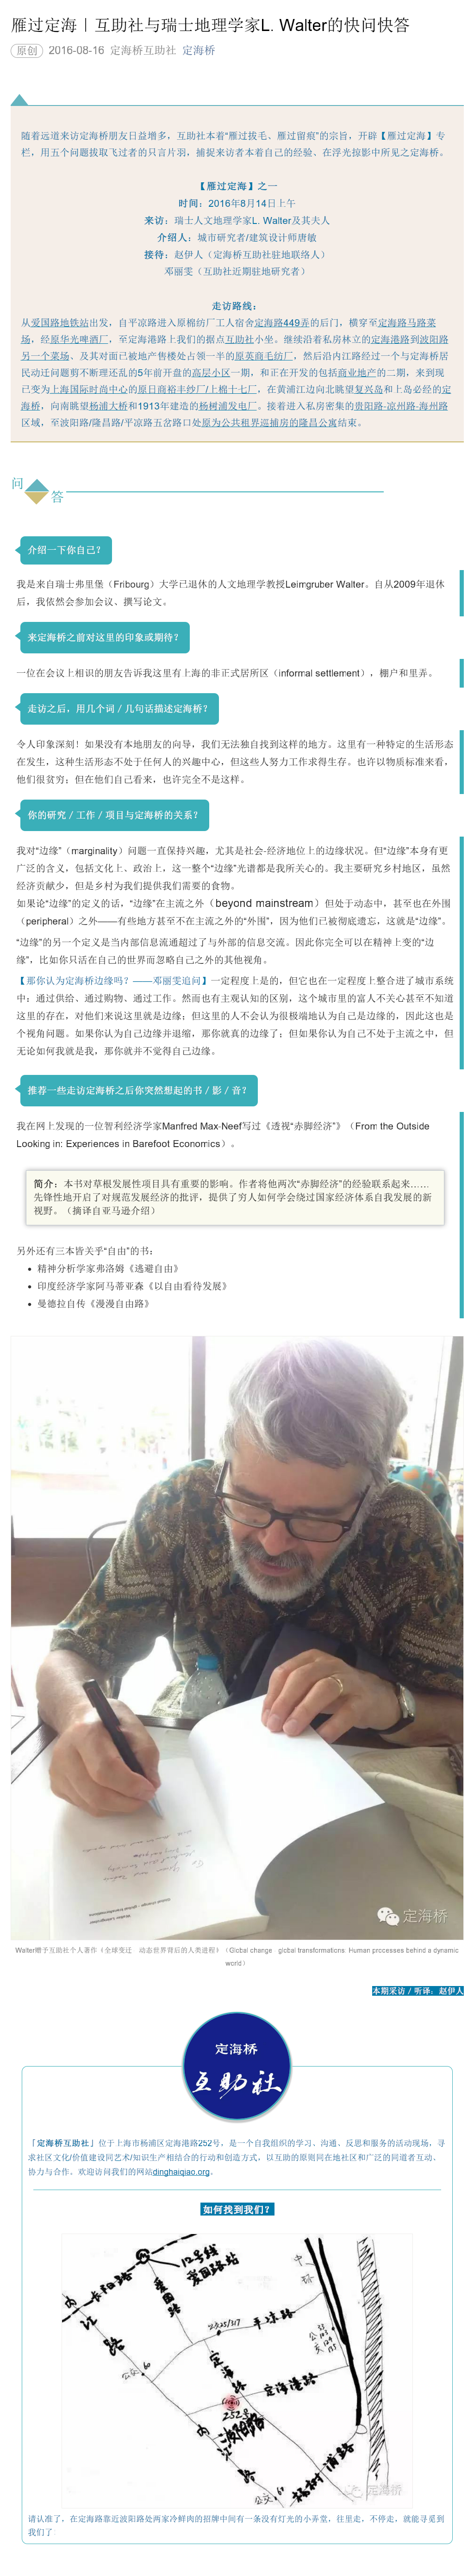 雁过定海｜互助社与瑞士地理学家L. Walter的快问快答
原创 2016-08-16 定海桥互助社 定海桥
随着远道来访定海桥朋友日益增多，互助社本着“雁过拔毛、雁过留痕”的宗旨，开辟【雁过定海】专
栏，用五个问题拔取飞过者的只言片羽，捕捉来访者本着自己的经验、在浮光掠影中所见之定海桥。
【雁过定海】之一
时间：2016年8月14日上午
来访：瑞士人文地理学家L. Walter及其夫人
介绍人：城市研究者/建筑设计师唐敏
接待：赵伊人（定海桥互助社驻地联络人）
邓丽雯（互助社近期驻地研究者）
走访路线：
从爱国路地铁站出发，自平凉路进入原棉纺厂工人宿舍定海路449弄的后门，横穿至定海路马路菜
场，经原华光啤酒厂，至定海港路上我们的据点互助社小坐。继续沿着私房林立的定海港路到波阳路
另一个菜场、及其对面已被地产售楼处占领一半的原英商毛纺厂，然后沿内江路经过一个与定海桥居
民动迁问题剪不断理还乱的5年前开盘的高层小区一期，和正在开发的包括商业地产的二期，来到现
已变为上海国际时尚中心的原日商裕丰纱厂/上棉十七厂，在黄浦江边向北眺望复兴岛和上岛必经的定
海桥，向南眺望杨浦大桥和1913年建造的杨树浦发电厂。接着进入私房密集的贵阳路-凉州路-海州路
区域，至波阳路/隆昌路/平凉路五岔路口处原为公共租界巡捕房的隆昌公寓结束。
问
答
介绍一下你自己？
我是来自瑞士弗里堡（Fribourg）大学已退休的人文地理学教授Leimgruber Walter。自从2009年退休
后，我依然会参加会议、撰写论文。
来定海桥之前对这里的印象或期待？
一位在会议上相识的朋友告诉我这里有上海的非正式居所区（informal settlement），棚户和里弄。
走访之后，用几个词 / 几句话描述定海桥？
令人印象深刻！如果没有本地朋友的向导，我们无法独自找到这样的地方。这里有一种特定的生活形态
在发生，这种生活形态不处于任何人的兴趣中心，但这些人努力工作求得生存。也许以物质标准来看，
他们很贫穷；但在他们自己看来，也许完全不是这样。
你的研究 / 工作 / 项目与定海桥的关系？
我对“边缘”（marginality）问题一直保持兴趣，尤其是社会-经济地位上的边缘状况。但“边缘”本身有更
广泛的含义，包括文化上、政治上，这一整个“边缘”光谱都是我所关心的。我主要研究乡村地区，虽然
经济贡献少，但是乡村为我们提供我们需要的食物。
如果论“边缘”的定义的话，“边缘”在主流之外（beyond mainstream）但处于动态中，甚至也在外围
（peripheral）之外——有些地方甚至不在主流之外的“外围”，因为他们已被彻底遗忘，这就是“边缘”。
“边缘”的另一个定义是当内部信息流通超过了与外部的信息交流。因此你完全可以在精神上变的“边
缘”，比如你只活在自己的世界而忽略自己之外的其他视角。
【那你认为定海桥边缘吗？——邓丽雯追问】一定程度上是的，但它也在一定程度上整合进了城市系统
中：通过供给、通过购物、通过工作。然而也有主观认知的区别，这个城市里的富人不关心甚至不知道
这里的存在，对他们来说这里就是边缘；但这里的人不会认为很极端地认为自己是边缘的，因此这也是
个视角问题。如果你认为自己边缘并退缩，那你就真的边缘了；但如果你认为自己不处于主流之中，但
无论如何我就是我，那你就并不觉得自己边缘。
推荐一些走访定海桥之后你突然想起的书 / 影 / 音？
我在网上发现的一位智利经济学家Manfred Max-Neef写过《透视“赤脚经济”》（From the Outside
Looking in: Experiences in Barefoot Economics）。
简介：本书对草根发展性项目具有重要的影响。作者将他两次“赤脚经济”的经验联系起来……
先锋性地开启了对规范发展经济的批评，提供了穷人如何学会绕过国家经济体系自我发展的新
视野。（摘译自亚马逊介绍）
另外还有三本皆关乎“自由”的书：
• 精神分析学家弗洛姆《逃避自由》
• 印度经济学家阿马蒂亚森《以自由看待发展》
• 曼德拉自传《漫漫自由路》
定海桥
Walter赠予互助社个人著作《全球变迁 动态世界背后的人类进程》（Global change global transformations: Human processes behind a dynamic
world）
本期采访 / 听译：赵伊人
定海桥
互助社
「定海桥互助社」位于上海市杨浦区定海港路252号，是一个自我组织的学习、沟通、反思和服务的活动现场，寻
求社区文化/价值建设同艺术/知识生产相结合的行动和创造方式，以互助的原则同在地社区和广泛的同道者互动、
协力与合作。欢迎访问我们的网站dinghaiqiao.org。
如何找到我们？
12号线
爱国路站
长阳路
爱国路
内江路
平凉路
定海路
定海港路
252号
波阳路
杨树浦路
公交60
定海桥
请认准了，在定海路靠近波阳路处两家冷鲜肉的招牌中间有一条没有灯光的小弄堂，往里走，不停走，就能寻觅到
我们了